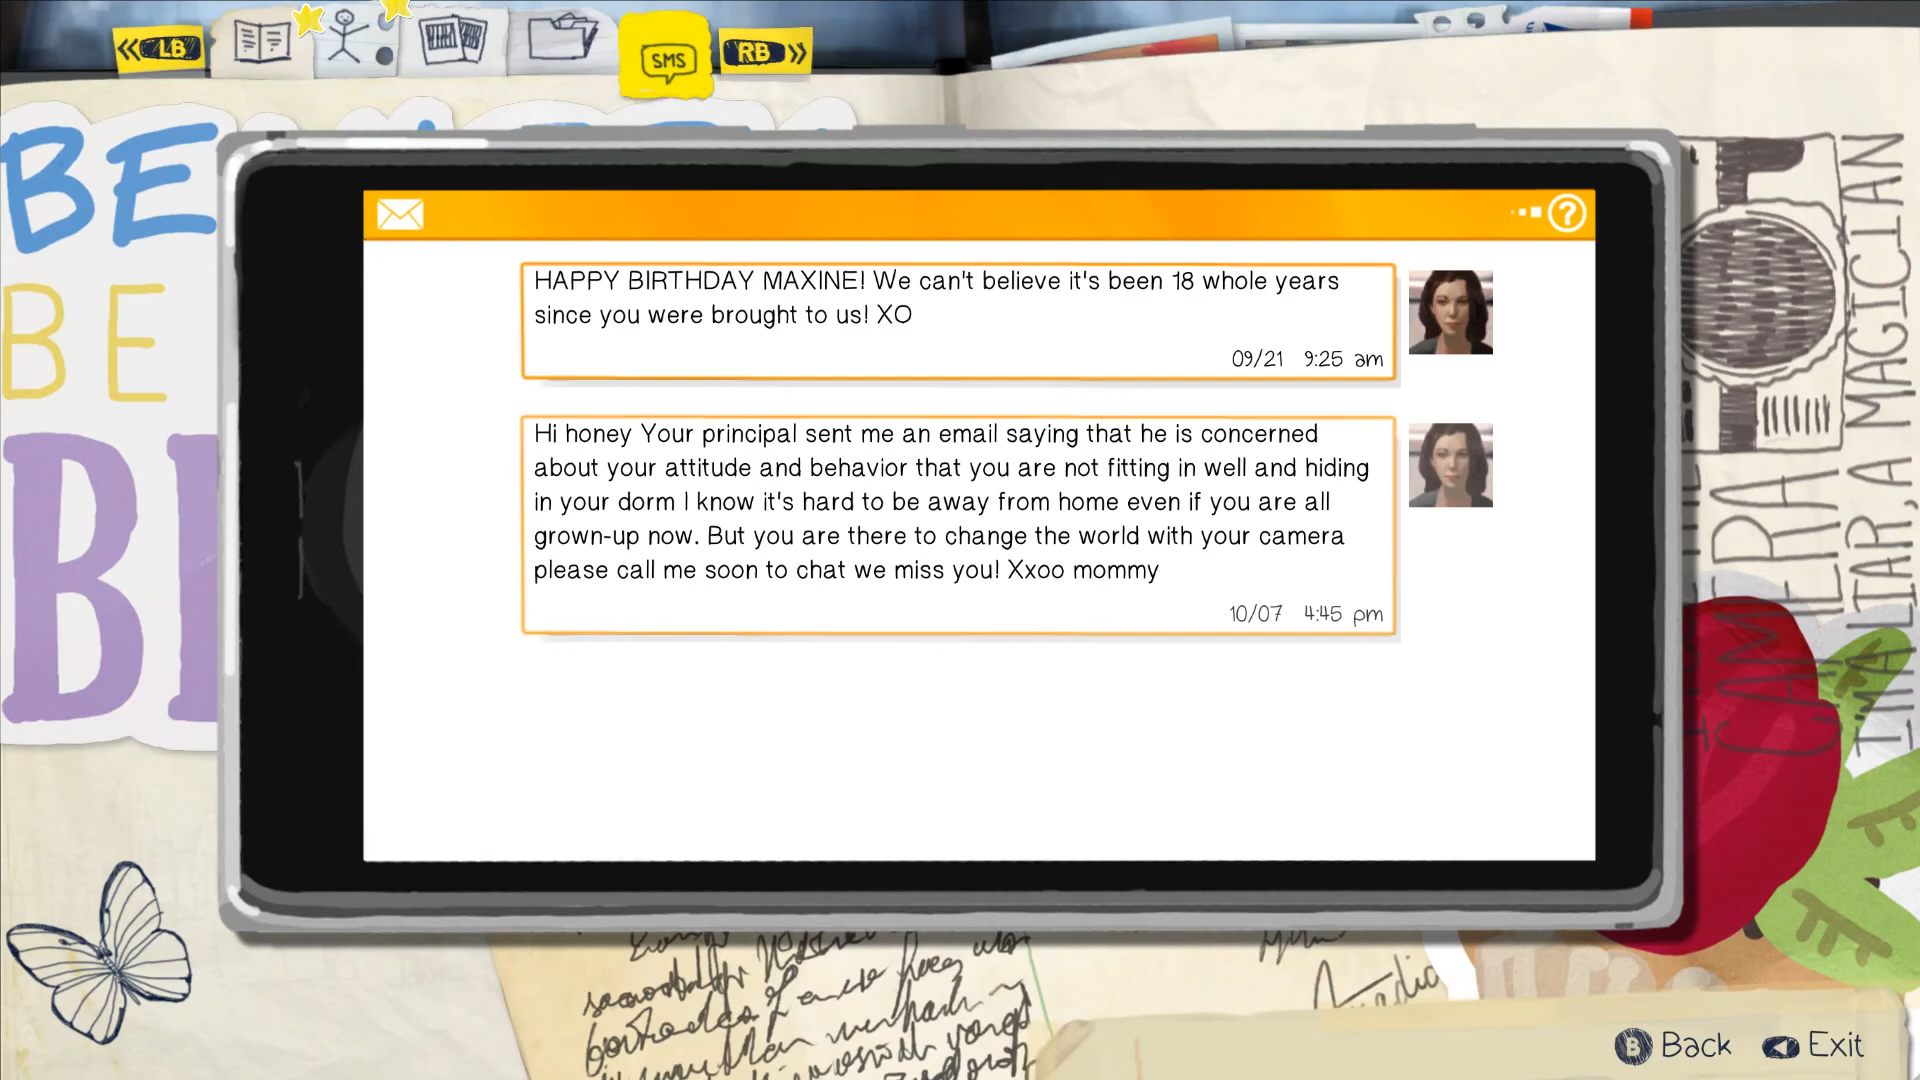 LB
SMS
RB
BE
BE
HAPPY BIRTHDAY MAXINE! We can't believe it's been 18 whole years
since you were brought to us! XO
09/21 9:25 am
Hi honey Your principal sent me an email saying that he is concerned
about your attitude and behavior that you are not fitting in well and hiding
in your dorm I know it's hard to be away from home even if you are all
grown-up now. But you are there to change the world with your camera
please call me soon to chat we miss you! Xxoo mommy
10/07 4:45 pm
CAMERA
I'M A LIAR, A MAGICIAN
Back
Exit